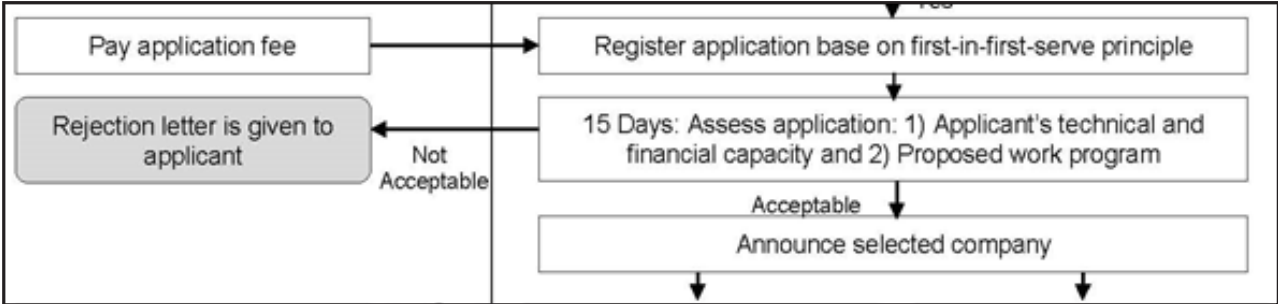 Yes
Pay application fee
Register application base on first-in-first-serve principle
Rejection letter is given to
applicant
Not
Acceptable
15 Days: Assess application: 1) Applicant's technical and
financial capacity and 2) Proposed work program
Acceptable
Announce selected company